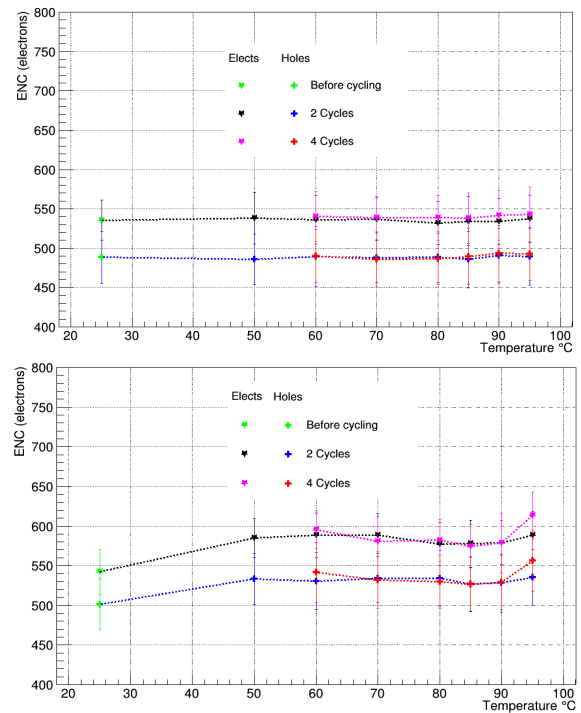 ENC (electrons)
800
750
700
650
600
550
500
450
400
Elects Holes
Before cycling
2 Cycles
4 Cycles
20 30 40 50 60 70 80 90 100
Temperature °C
ENC (electrons)
800
750
700
650
600
550
500
450
400
Elects Holes
Before cycling
2 Cycles
4 Cycles
20 30 40 50 60 70 80 90 100
Temperature °C